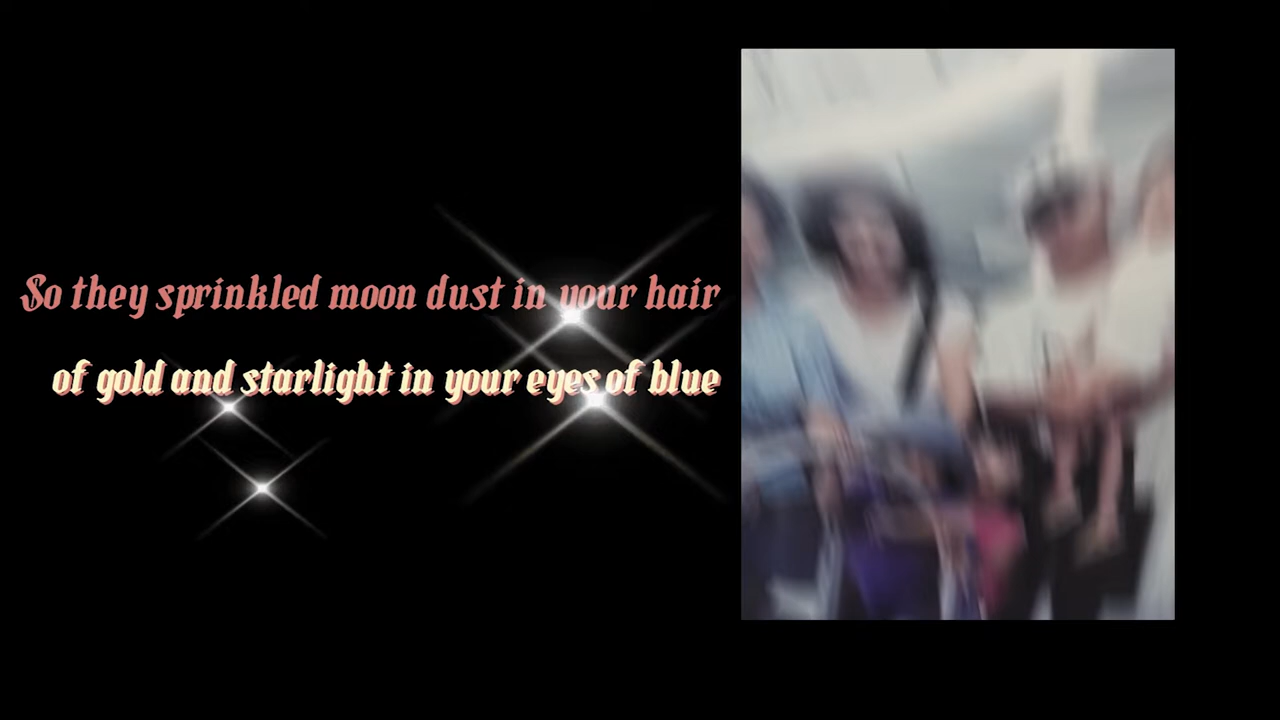 So they sprinkled moon dust in your hair
of gold and starlight in your eyes of blue